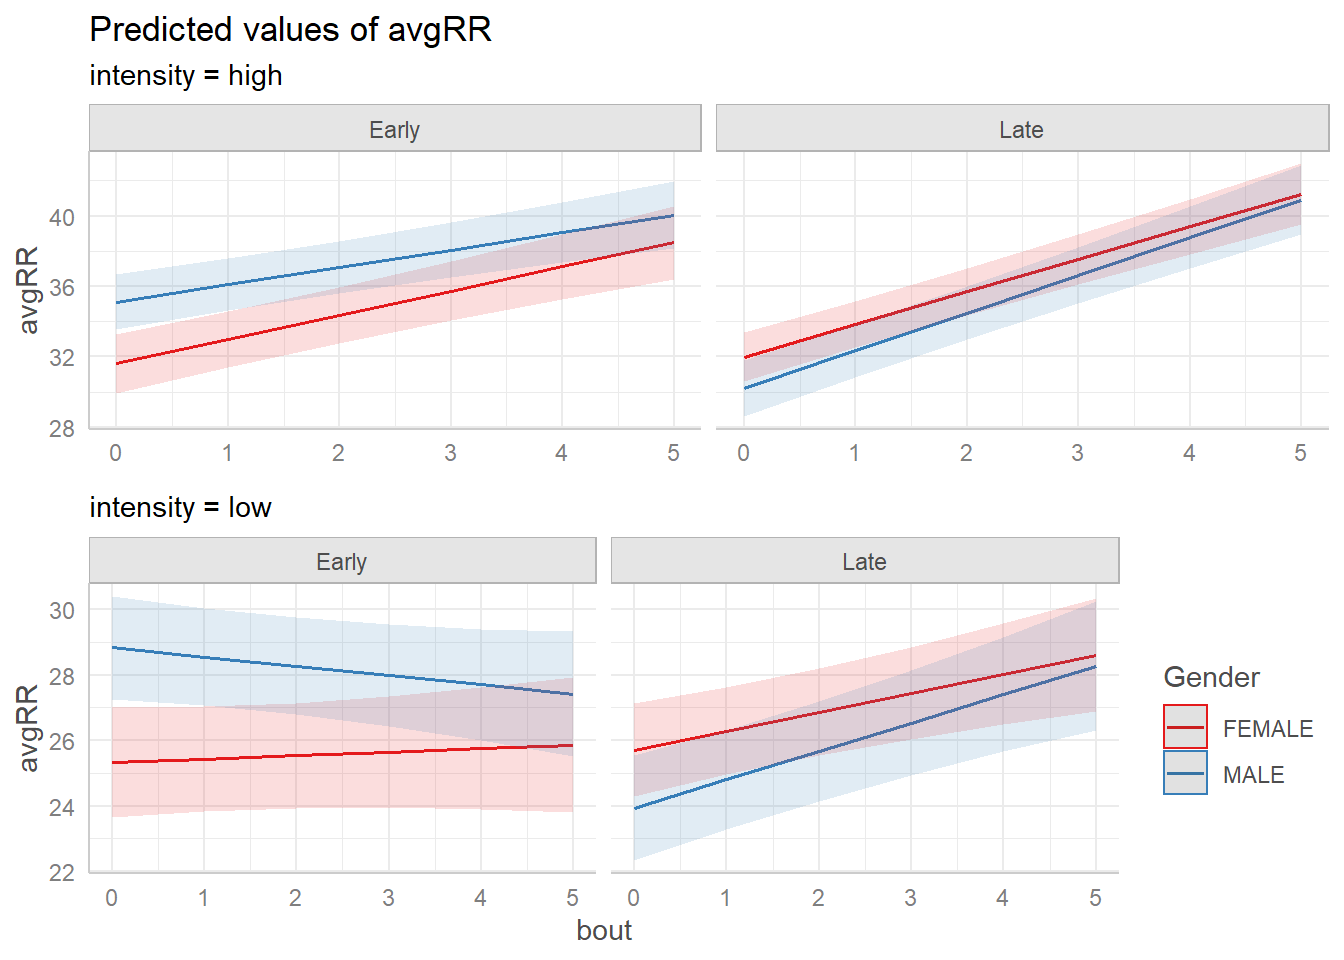 Predicted values of avgRR
intensity = high
Early Late
avgRR
40
36
32
28
0 1 2 3 4 5 0 1 2 3 4 5
intensity = low
Early Late
avgRR
30
28
26
24
22
0 1 2 3 4 5 0 1 2 3 4 5
bout
Gender
FEMALE
MALE